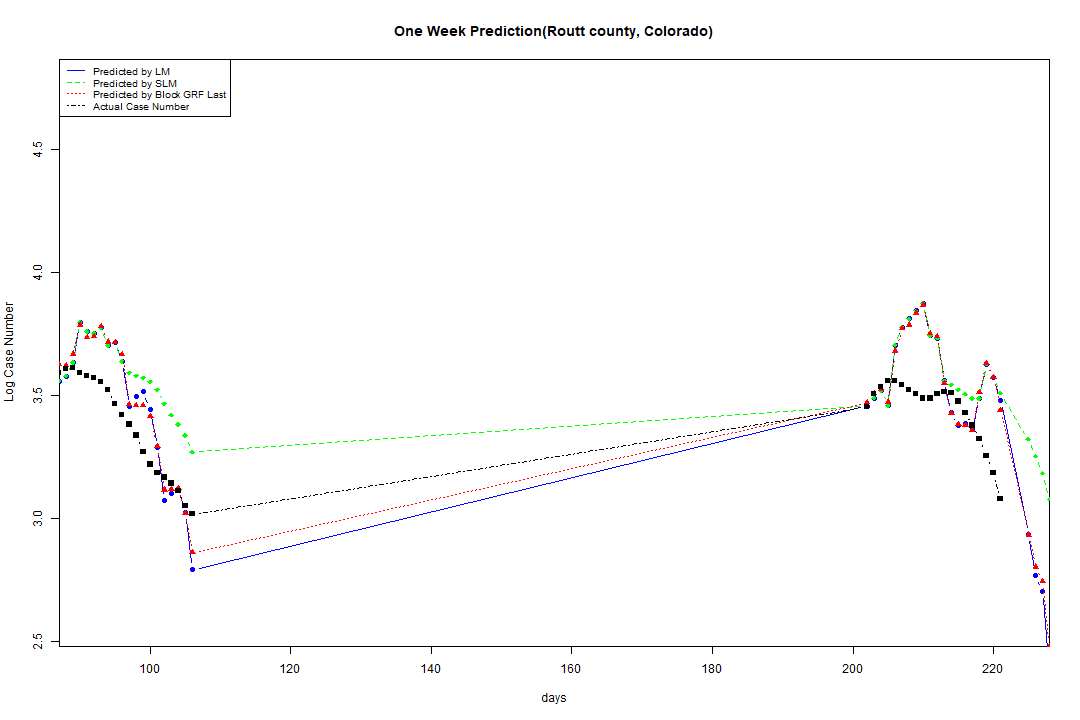 One Week Prediction(Routt county, Colorado)
Predicted by LM
Predicted by SLM
Predicted by Block GRF Last
Actual Case Number
Log Case Number
4.5
4.0
3.5
3.0
2.5
100 120 140 160 180 200 220
days